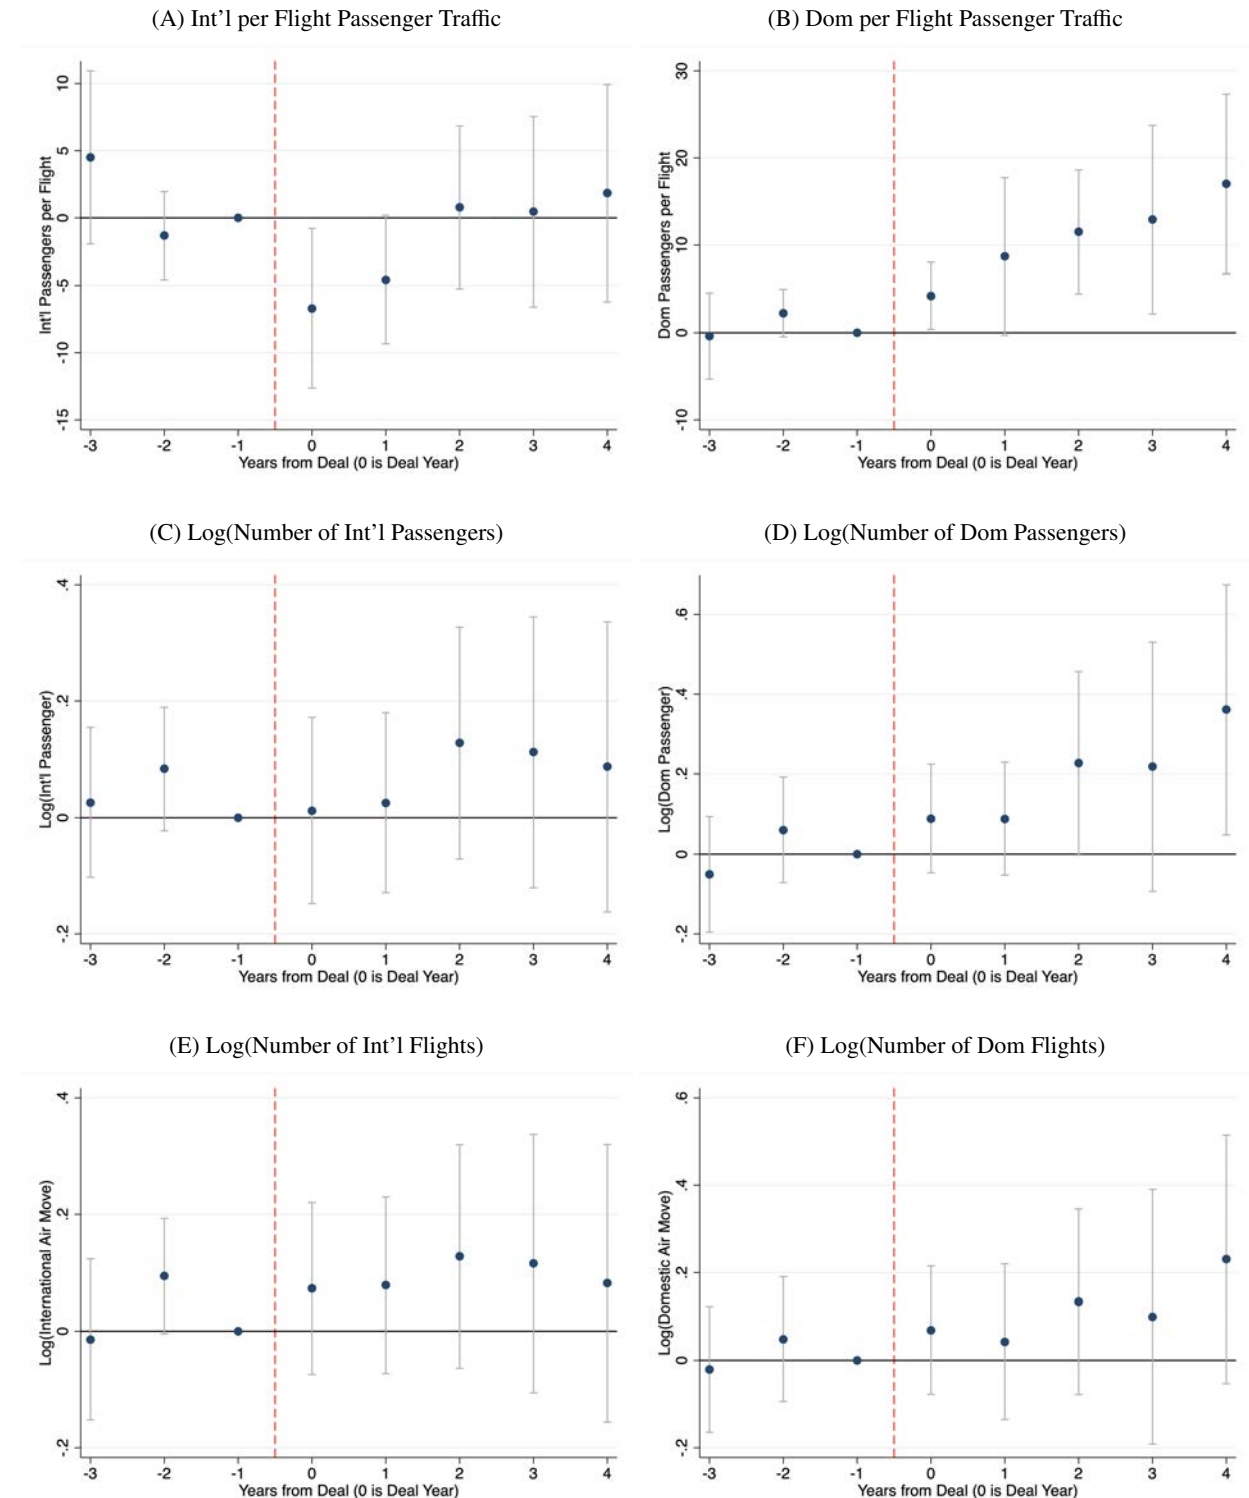 (A) Int'l per Flight Passenger Traffic
Int'l Passengers per Flight
10
5
0
-5
-10
-15
-3 -2 -1 0 1 2 3 4
Years from Deal (0 is Deal Year)
(B) Dom per Flight Passenger Traffic
Dom Passengers per Flight
30
20
10
0
-10
-3 -2 -1 0 1 2 3 4
Years from Deal (0 is Deal Year)
(C) Log(Number of Int'l Passengers)
Log(Int'l Passenger)
.4
.2
0
-.2
-3 -2 -1 0 1 2 3 4
Years from Deal (0 is Deal Year)
(D) Log(Number of Dom Passengers)
Log(Dom Passenger)
.6
.4
.2
0
-.2
-3 -2 -1 0 1 2 3 4
Years from Deal (0 is Deal Year)
(E) Log(Number of Int'l Flights)
Log(International Air Move)
.4
.2
0
-.2
-3 -2 -1 0 1 2 3 4
Years from Deal (0 is Deal Year)
(F) Log(Number of Dom Flights)
Log(Domestic Air Move)
.6
.4
.2
0
-.2
-3 -2 -1 0 1 2 3 4
Years from Deal (0 is Deal Year)